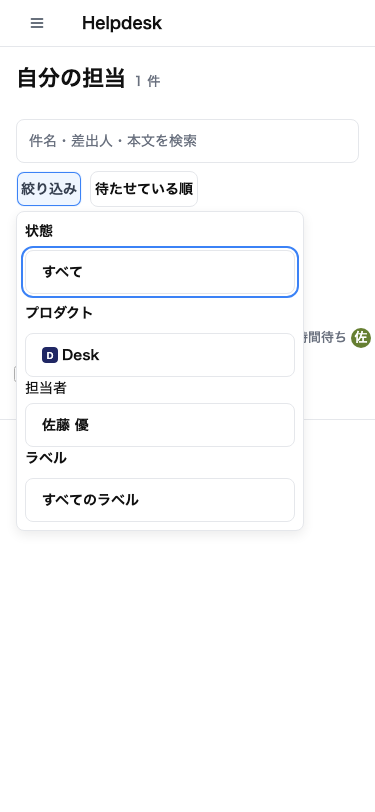 Helpdesk
自分の担当 1 件
件名・差出人・本文を検索
絞り込み 待たせている順
状態
すべて
プロダクト
時間待ち 佐
D Desk
担当者
佐藤 優
ラベル
すべてのラベル